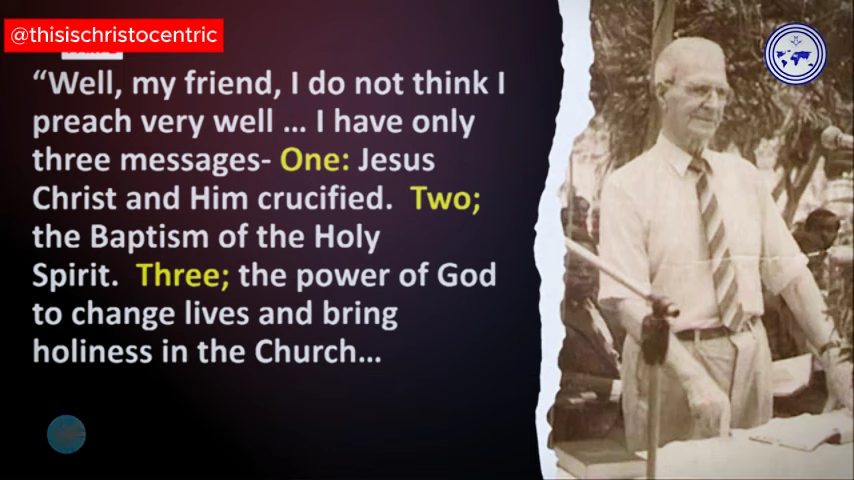 @thisischristocentric
“Well, my friend, I do not think I
preach very well ... I have only
three messages- One: Jesus
Christ and Him crucified. Two;
the Baptism of the Holy
Spirit. Three; the power of God
to change lives and bring
holiness in the Church...